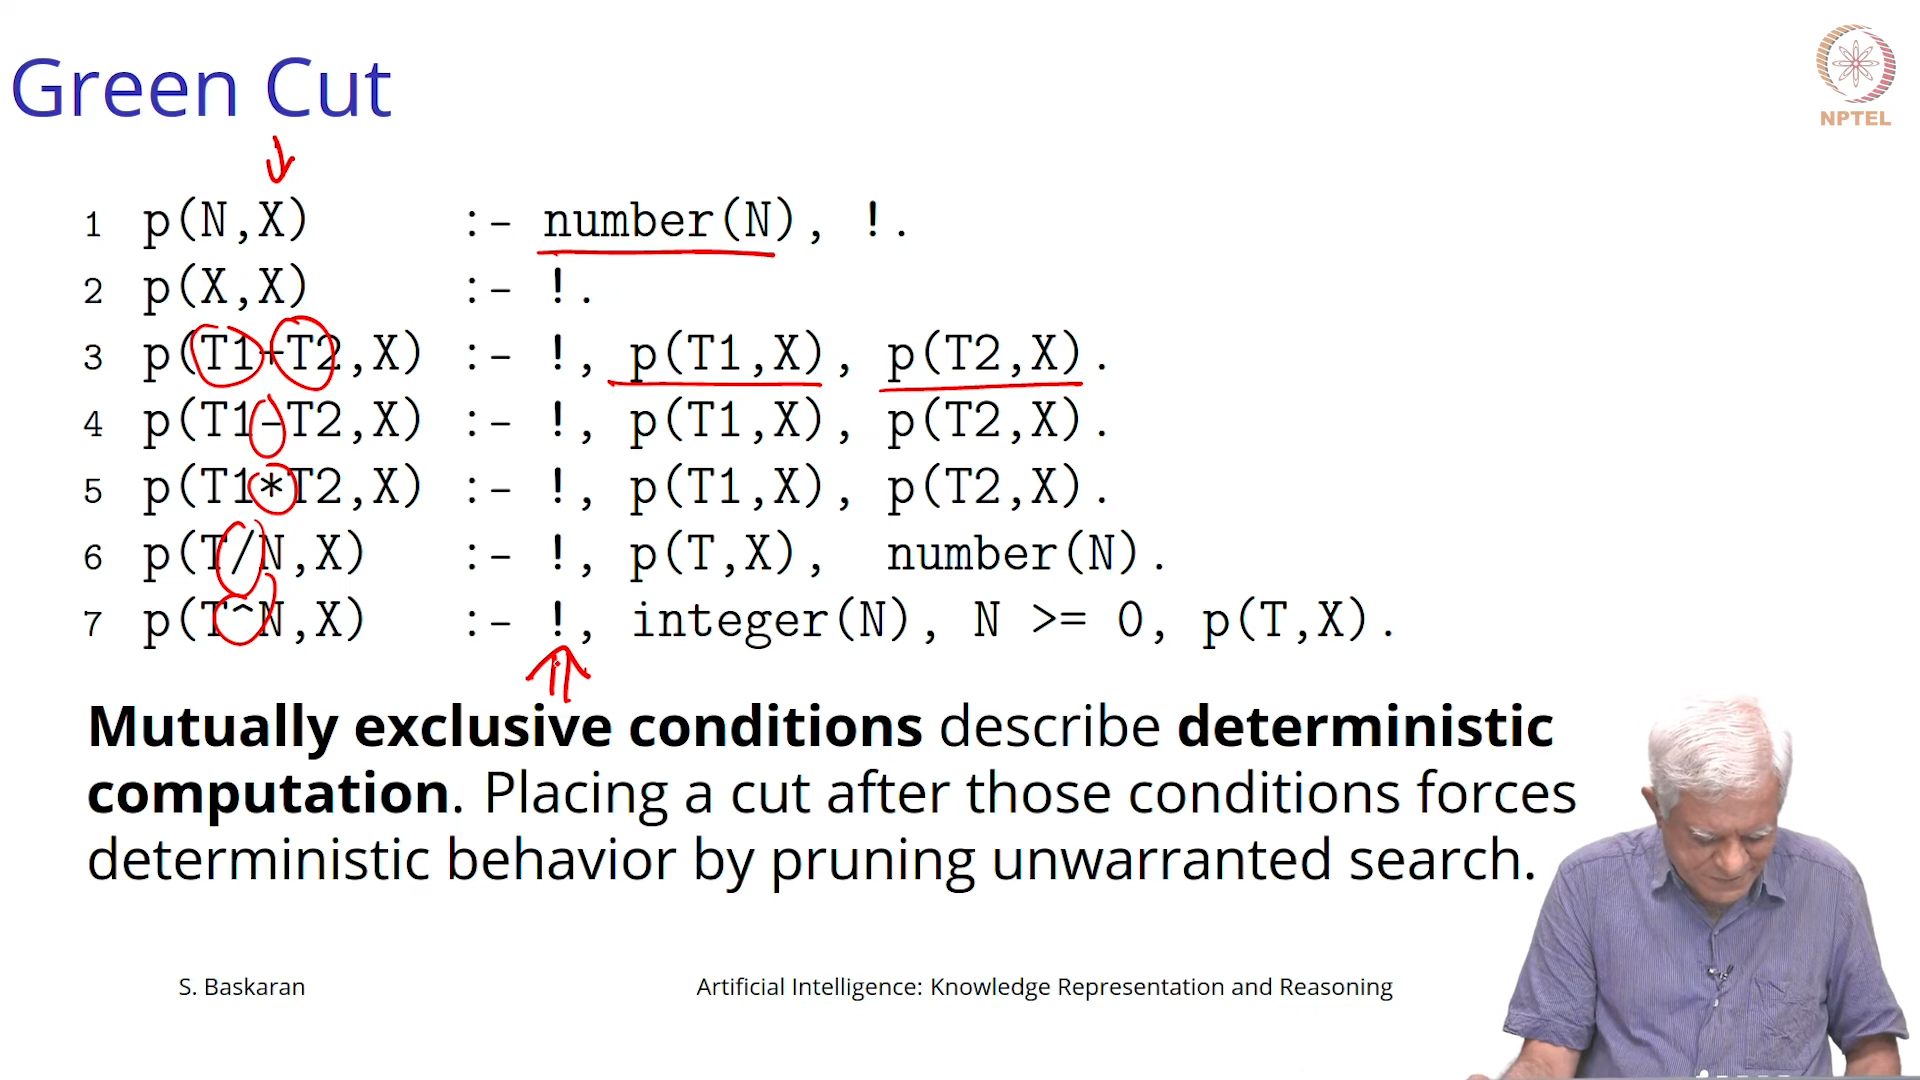 Green Cut
NPTEL
1 p(N,X) :- number(N), !.
2 p(X,X) :- !.
3 p(T1+T2,X) :- !, p(T1,X), p(T2,X).
4 p(T1-T2,X) :- !, p(T1,X), p(T2,X).
5 p(T1*T2,X) :- !, p(T1,X), p(T2,X).
6 p(T/N,X) :- !, p(T,X), number(N).
7 p(T^N,X) :- !, integer(N), N >= 0, p(T,X).
Mutually exclusive conditions describe deterministic
computation. Placing a cut after those conditions forces
deterministic behavior by pruning unwarranted search.
S. Baskaran Artificial Intelligence: Knowledge Representation and Reasoning